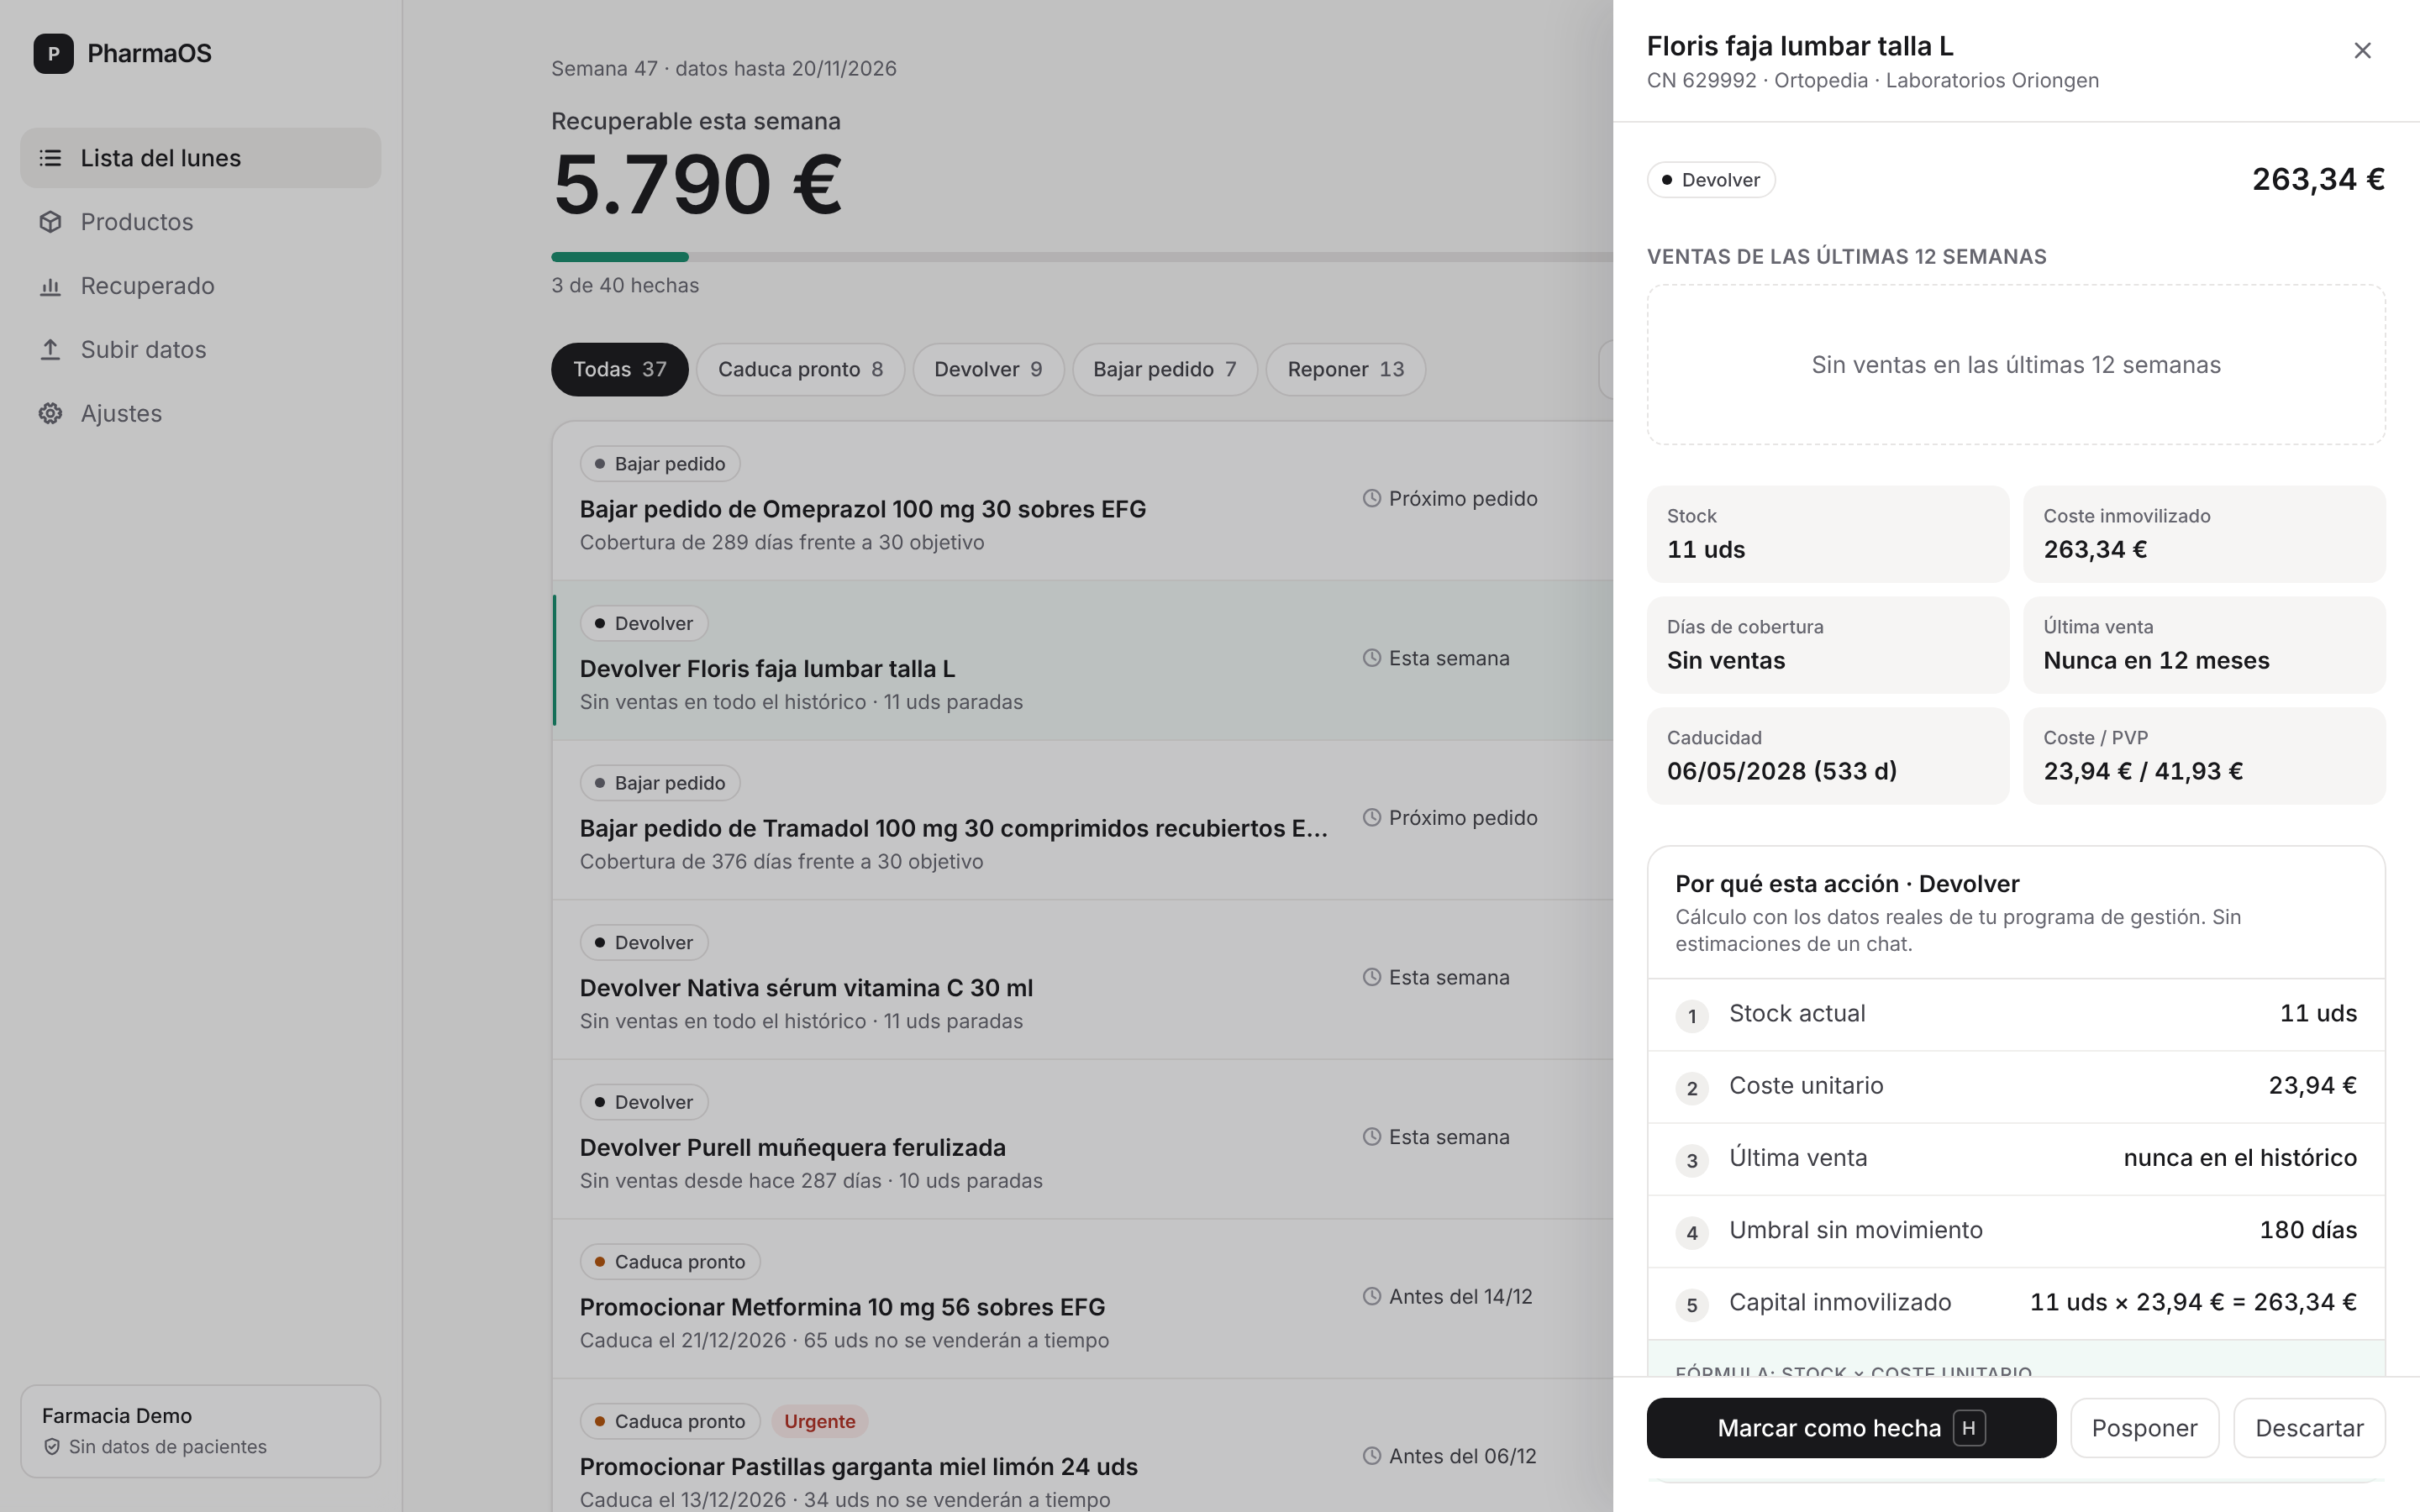 P PharmaOS
Lista del lunes
Productos
Recuperado
Subir datos
Ajustes
Farmacia Demo
Sin datos de pacientes
Semana 47 · datos hasta 20/11/2026
Recuperable esta semana
5.790 €
3 de 40 hechas
Todas 37 Caduca pronto 8 Devolver 9 Bajar pedido 7 Reponer 13
Bajar pedido
Bajar pedido de Omeprazol 100 mg 30 sobres EFG
Cobertura de 289 días frente a 30 objetivo
Próximo pedido
Devolver
Devolver Floris faja lumbar talla L
Sin ventas en todo el histórico · 11 uds paradas
Esta semana
Bajar pedido
Bajar pedido de Tramadol 100 mg 30 comprimidos recubiertos E...
Cobertura de 376 días frente a 30 objetivo
Próximo pedido
Devolver
Devolver Nativa sérum vitamina C 30 ml
Sin ventas en todo el histórico · 11 uds paradas
Esta semana
Devolver
Devolver Purell muñequera ferulizada
Sin ventas desde hace 287 días · 10 uds paradas
Esta semana
Caduca pronto
Promocionar Metformina 10 mg 56 sobres EFG
Caduca el 21/12/2026 · 65 uds no se venderán a tiempo
Antes del 14/12
Caduca pronto Urgente
Promocionar Pastillas garganta miel limón 24 uds
Caduca el 13/12/2026 · 34 uds no se venderán a tiempo
Antes del 06/12
Floris faja lumbar talla L
CN 629992 · Ortopedia · Laboratorios Oriongen
Devolver 263,34 €
VENTAS DE LAS ÚLTIMAS 12 SEMANAS
Sin ventas en las últimas 12 semanas
Stock
11 uds
Coste inmovilizado
263,34 €
Días de cobertura
Sin ventas
Última venta
Nunca en 12 meses
Caducidad
06/05/2028 (533 d)
Coste / PVP
23,94 € / 41,93 €
Por qué esta acción · Devolver
Cálculo con los datos reales de tu programa de gestión. Sin
estimaciones de un chat.
1 Stock actual 11 uds
2 Coste unitario 23,94 €
3 Última venta nunca en el histórico
4 Umbral sin movimiento 180 días
5 Capital inmovilizado 11 uds × 23,94 € = 263,34 €
FÓRMULA: STOCK × COSTE UNITARIO
Marcar como hecha H Posponer Descartar